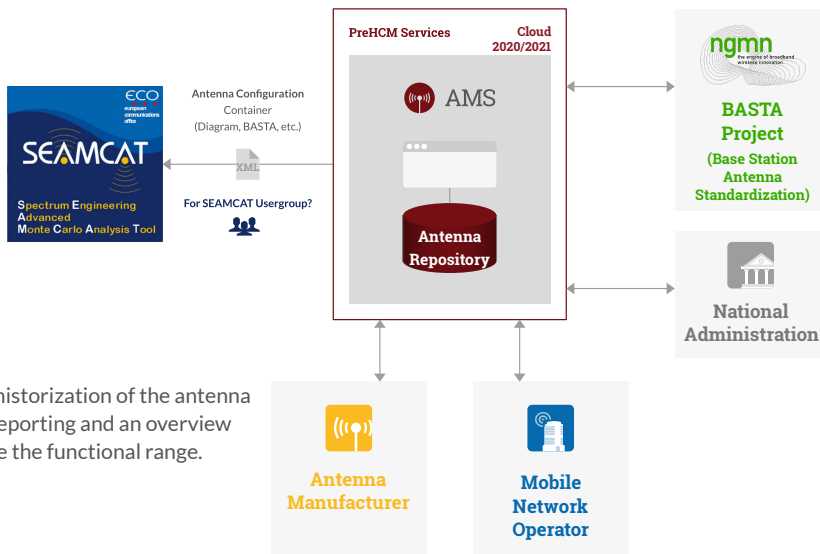 PreHCM Services
Cloud
2020/2021
AMS
Antenna
Repository
ECO
european
communications
office
SEAMCAT
Spectrum Engineering
Advanced
Monte Carlo Analysis Tool
Antenna Configuration
Container
(Diagram, BASTA, etc.)
XML
For SEAMCAT Usergroup?
ngmn
the engine of broadband
wireless innovation
BASTA
Project
(Base Station
Antenna
Standardization)
National
Administration
historization of the antenna
eporting and an overview
e the functional range.
Antenna
Manufacturer
Mobile
Network
Operator